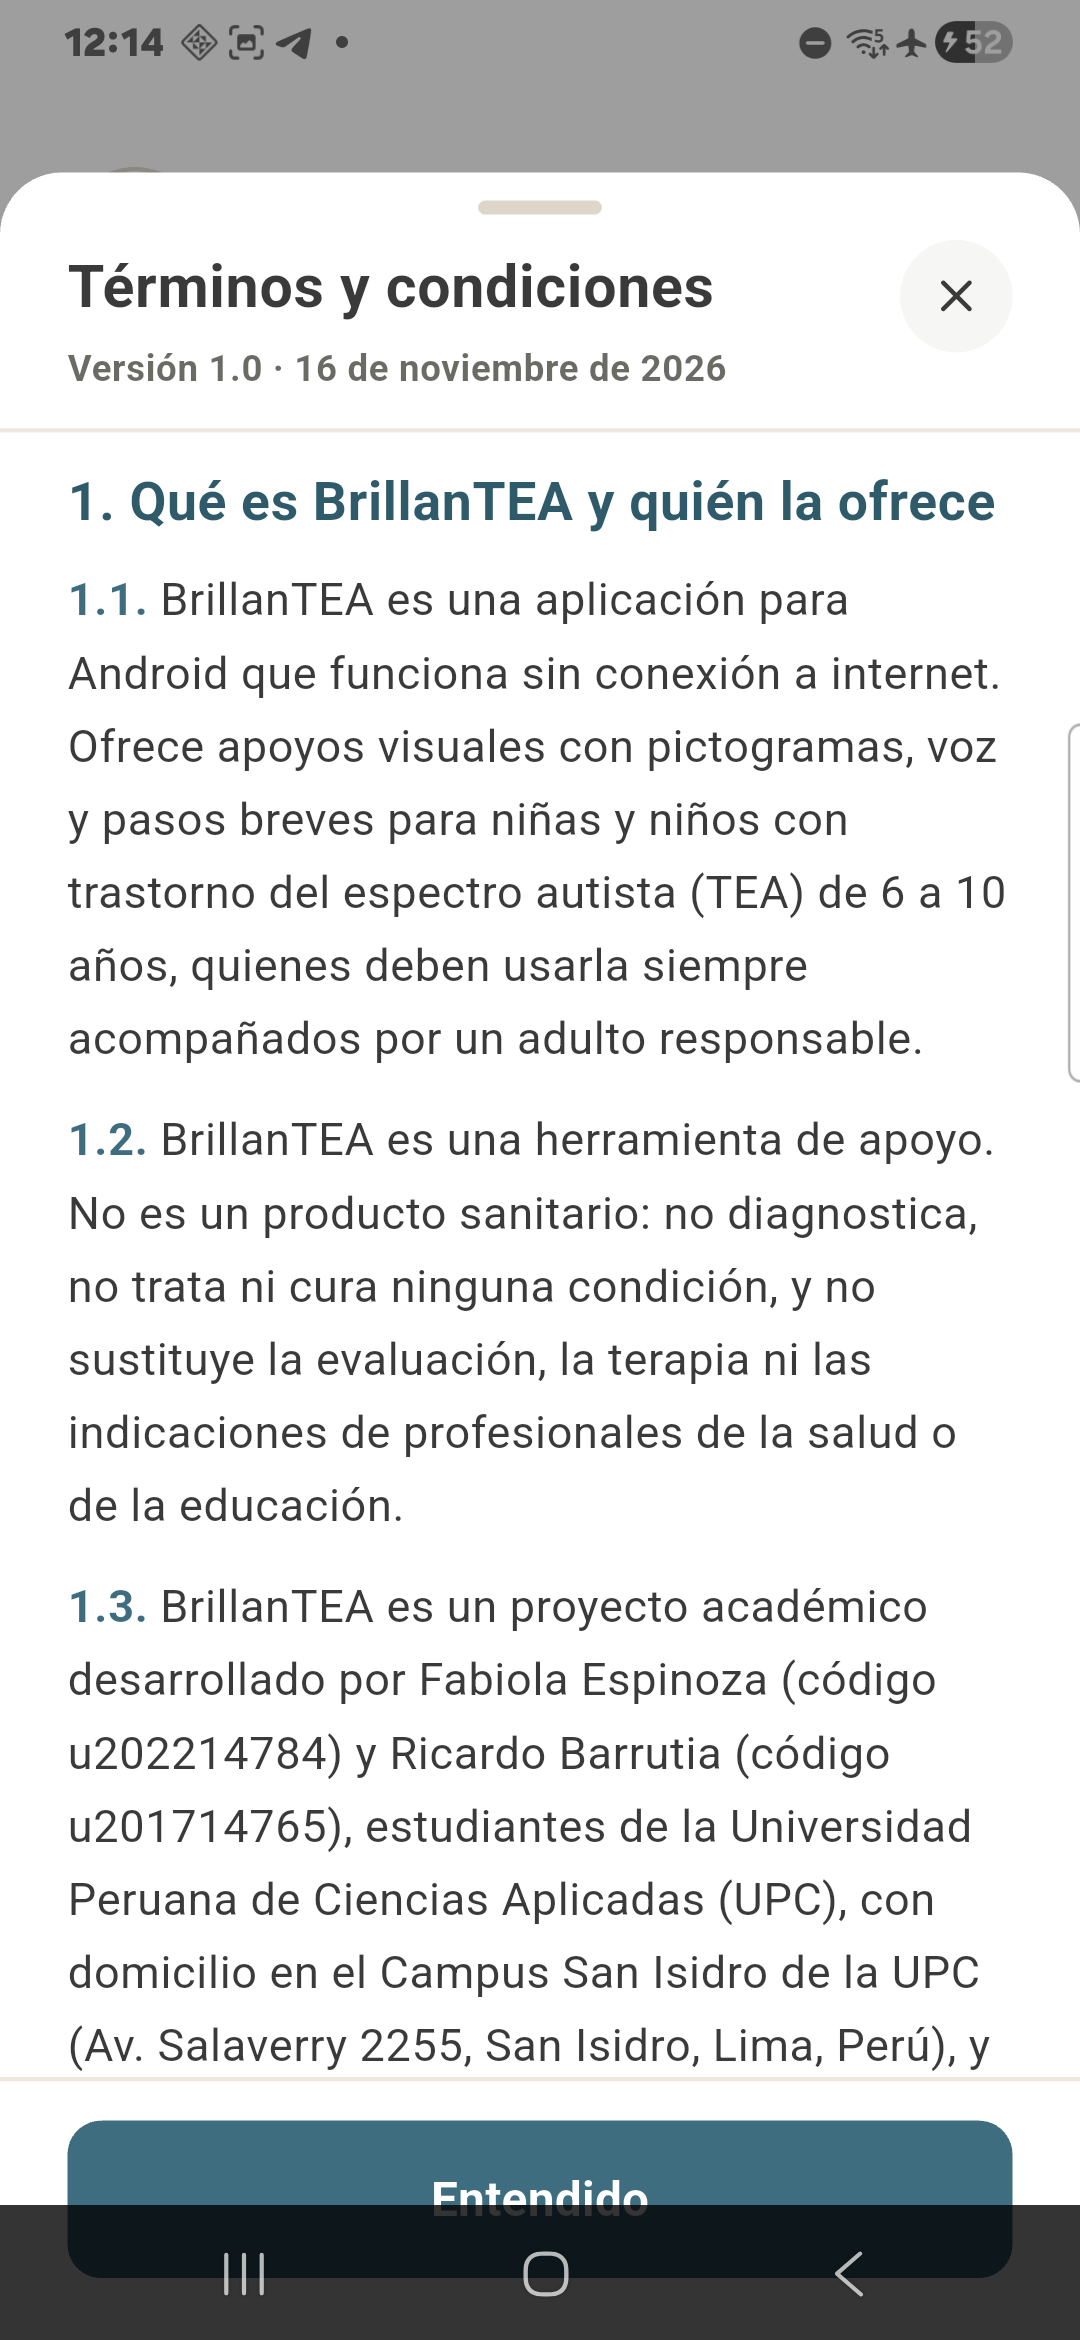 12:14
5
52
Términos y condiciones
Versión 1.0 · 16 de noviembre de 2026
1. Qué es BrillanTEA y quién la ofrece
1.1. BrillanTEA es una aplicación para
Android que funciona sin conexión a internet.
Ofrece apoyos visuales con pictogramas, voz
y pasos breves para niñas y niños con
trastorno del espectro autista (TEA) de 6 a 10
años, quienes deben usarla siempre
acompañados por un adulto responsable.
1.2. BrillanTEA es una herramienta de apoyo.
No es un producto sanitario: no diagnostica,
no trata ni cura ninguna condición, y no
sustituye la evaluación, la terapia ni las
indicaciones de profesionales de la salud o
de la educación.
1.3. BrillanTEA es un proyecto académico
desarrollado por Fabiola Espinoza (código
u202214784) y Ricardo Barrutia (código
u201714765), estudiantes de la Universidad
Peruana de Ciencias Aplicadas (UPC), con
domicilio en el Campus San Isidro de la UPC
(Av. Salaverry 2255, San Isidro, Lima, Perú), y
Entendido